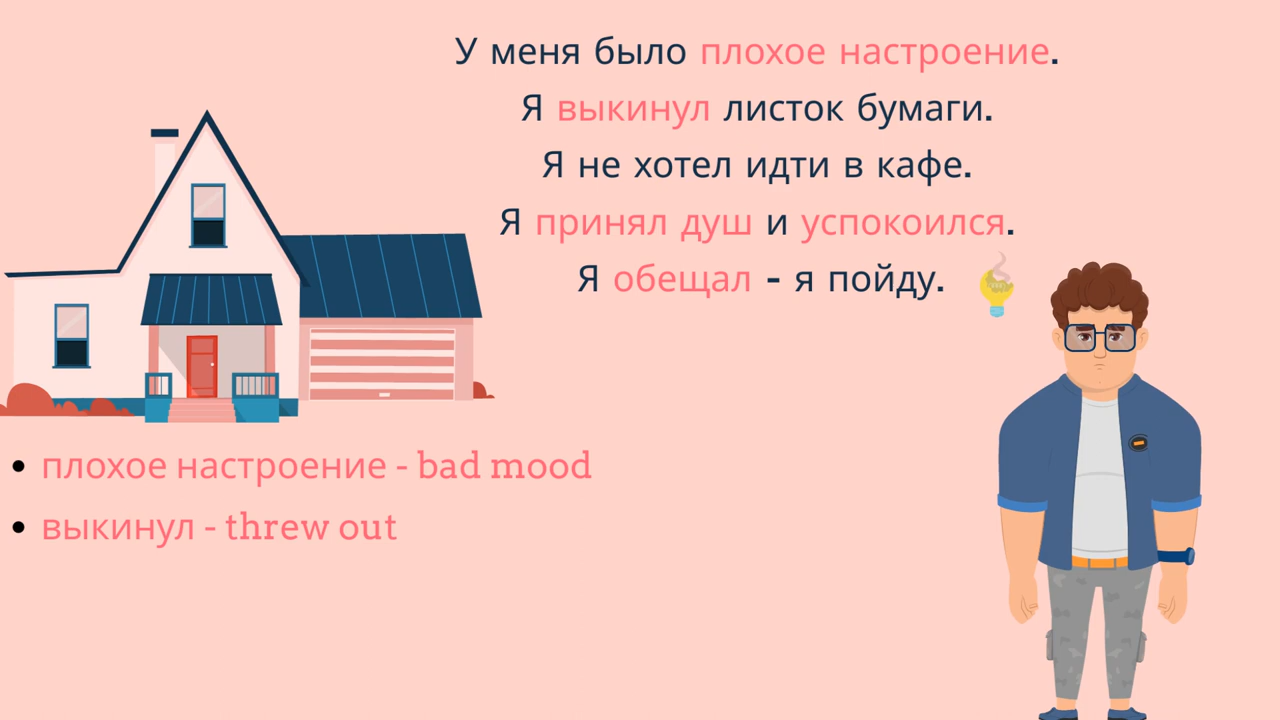 У меня было плохое настроение.
Я выкинул листок бумаги.
Я не хотел идти в кафе.
Я принял душ и успокоился.
Я обещал - я пойду.
• плохое настроение - bad mood
• выкинул - threw out